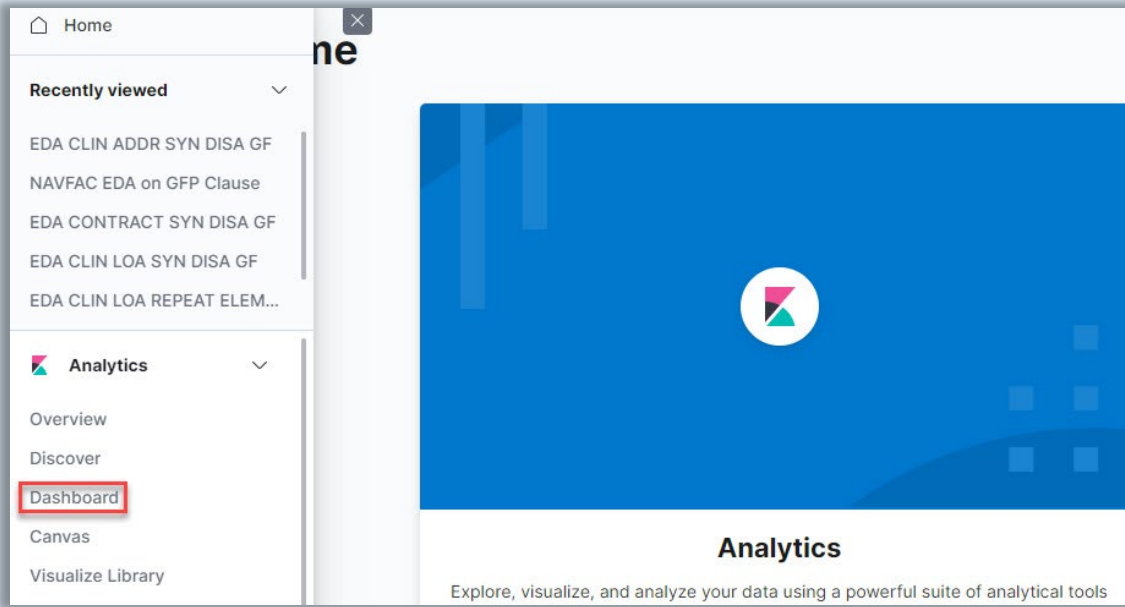 Home
Recently viewed
EDA CLIN ADDR SYN DISA GF
NAVFAC EDA on GFP Clause
EDA CONTRACT SYN DISA GF
EDA CLIN LOA SYN DISA GF
EDA CLIN LOA REPEAT ELEM...
Analytics
Overview
Discover
Dashboard
Canvas
Visualize Library
me
Analytics
Explore, visualize, and analyze your data using a powerful suite of analytical tools